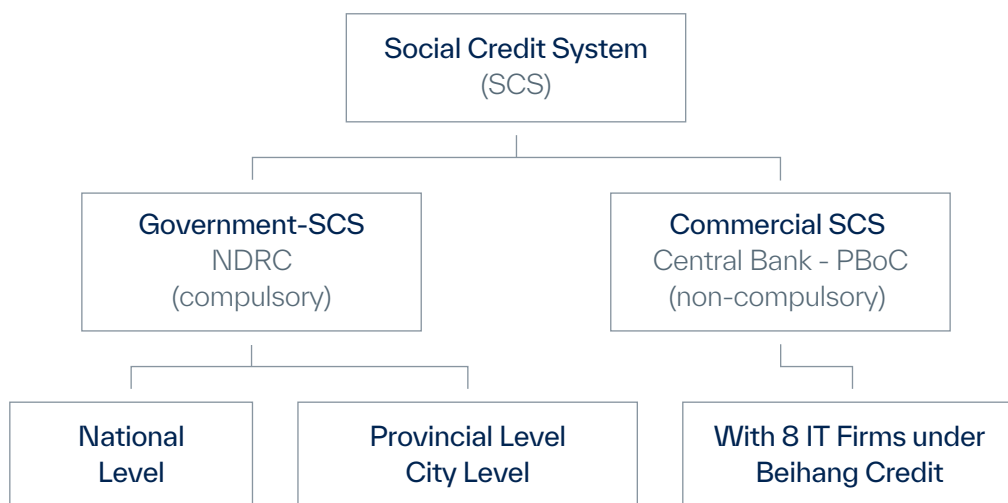 Social Credit System
(SCS)
Government-SCS
NDRC
(compulsory)
Commercial SCS
Central Bank - PBoC
(non-compulsory)
National
Level
Provincial Level
City Level
With 8 IT Firms under
Beihang Credit